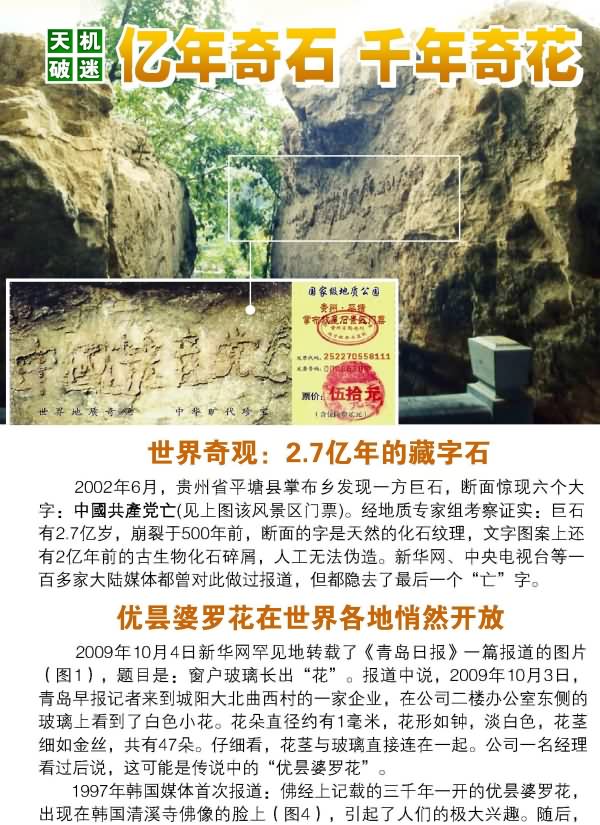 天机
破迷
亿年奇石 千年奇花
国家级地质公园
贵州·平塘
掌布藏字石景区门票
发票代码:252270558111
发票号码:
票价:伍拾元
世界地质奇观 中华旷代珍宝
世界奇观：2.7亿年的藏字石
2002年6月，贵州省平塘县掌布乡发现一方巨石，断面惊现六个大
字：中國共產党亡(见上图该风景区门票)。经地质专家组考察证实：巨石
有2.7亿岁，崩裂于500年前，断面的字是天然的化石纹理，文字图案上还
有2亿年前的古生物化石碎屑，人工无法伪造。新华网、中央电视台等一
百多家大陆媒体都曾对此做过报道，但都隐去了最后一个“亡”字。
优昙婆罗花在世界各地悄然开放
2009年10月4日新华网罕见地转载了《青岛日报》一篇报道的图片
（图1），题目是：窗户玻璃长出“花”。报道中说，2009年10月3日，
青岛早报记者来到城阳大北曲西村的一家企业，在公司二楼办公室东侧的
玻璃上看到了白色小花。花朵直径约有1毫米，花形如钟，淡白色，花茎
细如金丝，共有47朵。仔细看，花茎与玻璃直接连在一起。公司一名经理
看过后说，这可能是传说中的“优昙婆罗花”。
1997年韩国媒体首次报道：佛经上记载的三千年一开的优昙婆罗花，
出现在韩国清溪寺佛像的脸上（图4），引起了人们的极大兴趣。随后，